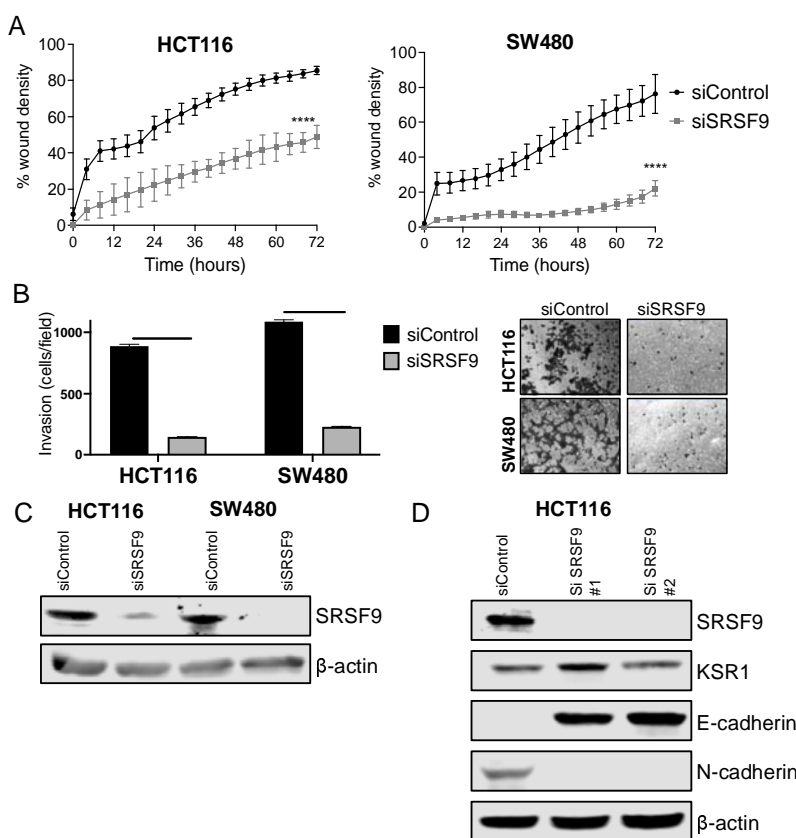 A
HCT116
% wound density
100
80
60
40
20
0
****
0 12 24 36 48 60 72
Time (hours)
SW480
% wound density
100
80
60
40
20
0
****
0 12 24 36 48 60 72
Time (hours)
siControl
siSRSF9
B
Invasion (cells/field)
1000
500
0
HCT116 SW480
siControl
siSRSF9
siControl siSRSF9
HCT116
SW480
C
HCT116 SW480
siControl siSRSF9 siControl siSRSF9
SRSF9
β-actin
D
HCT116
siControl
Si SRSF9
#1
Si SRSF9
#2
SRSF9
KSR1
E-cadherin
N-cadherin
β-actin